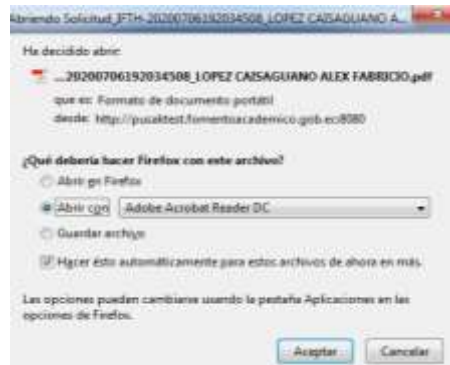 Abriendo Solicitud_IFTH-20200706192034508_LOPEZ CAISAGUANO A...
Ha decidido abrir:
...20200706192034508_LOPEZ CAISAGUANO ALEX FABRICIO.pdf
que es: Formato de documento portátil
desde: http://pusaktest.fomentoacademico.gob.ec:8080
¿Qué debería hacer Firefox con este archivo?
Abrir en Firefox
Abrir con Adobe Acrobat Reader DC
Guardar archivo
Hacer ésto automáticamente para estos archivos de ahora en más.
Las opciones pueden cambiarse usando la pestaña Aplicaciones en las
opciones de Firefox.
Aceptar Cancelar